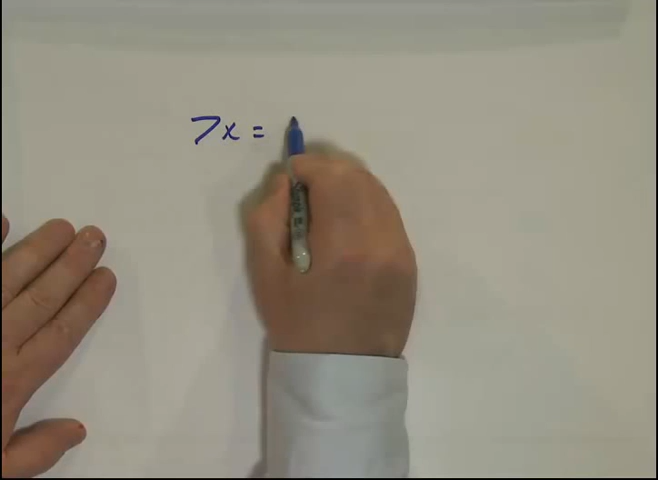 7x =